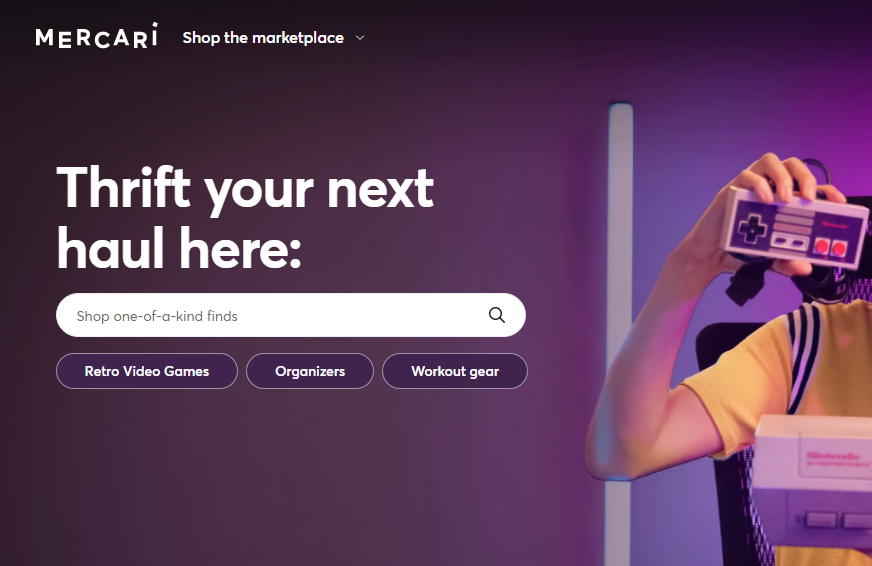 MERCARI
Shop the marketplace
Thrift your next
haul here:
Shop one-of-a-kind finds
Retro Video Games
Organizers
Workout gear
Nintendo
Nintendo